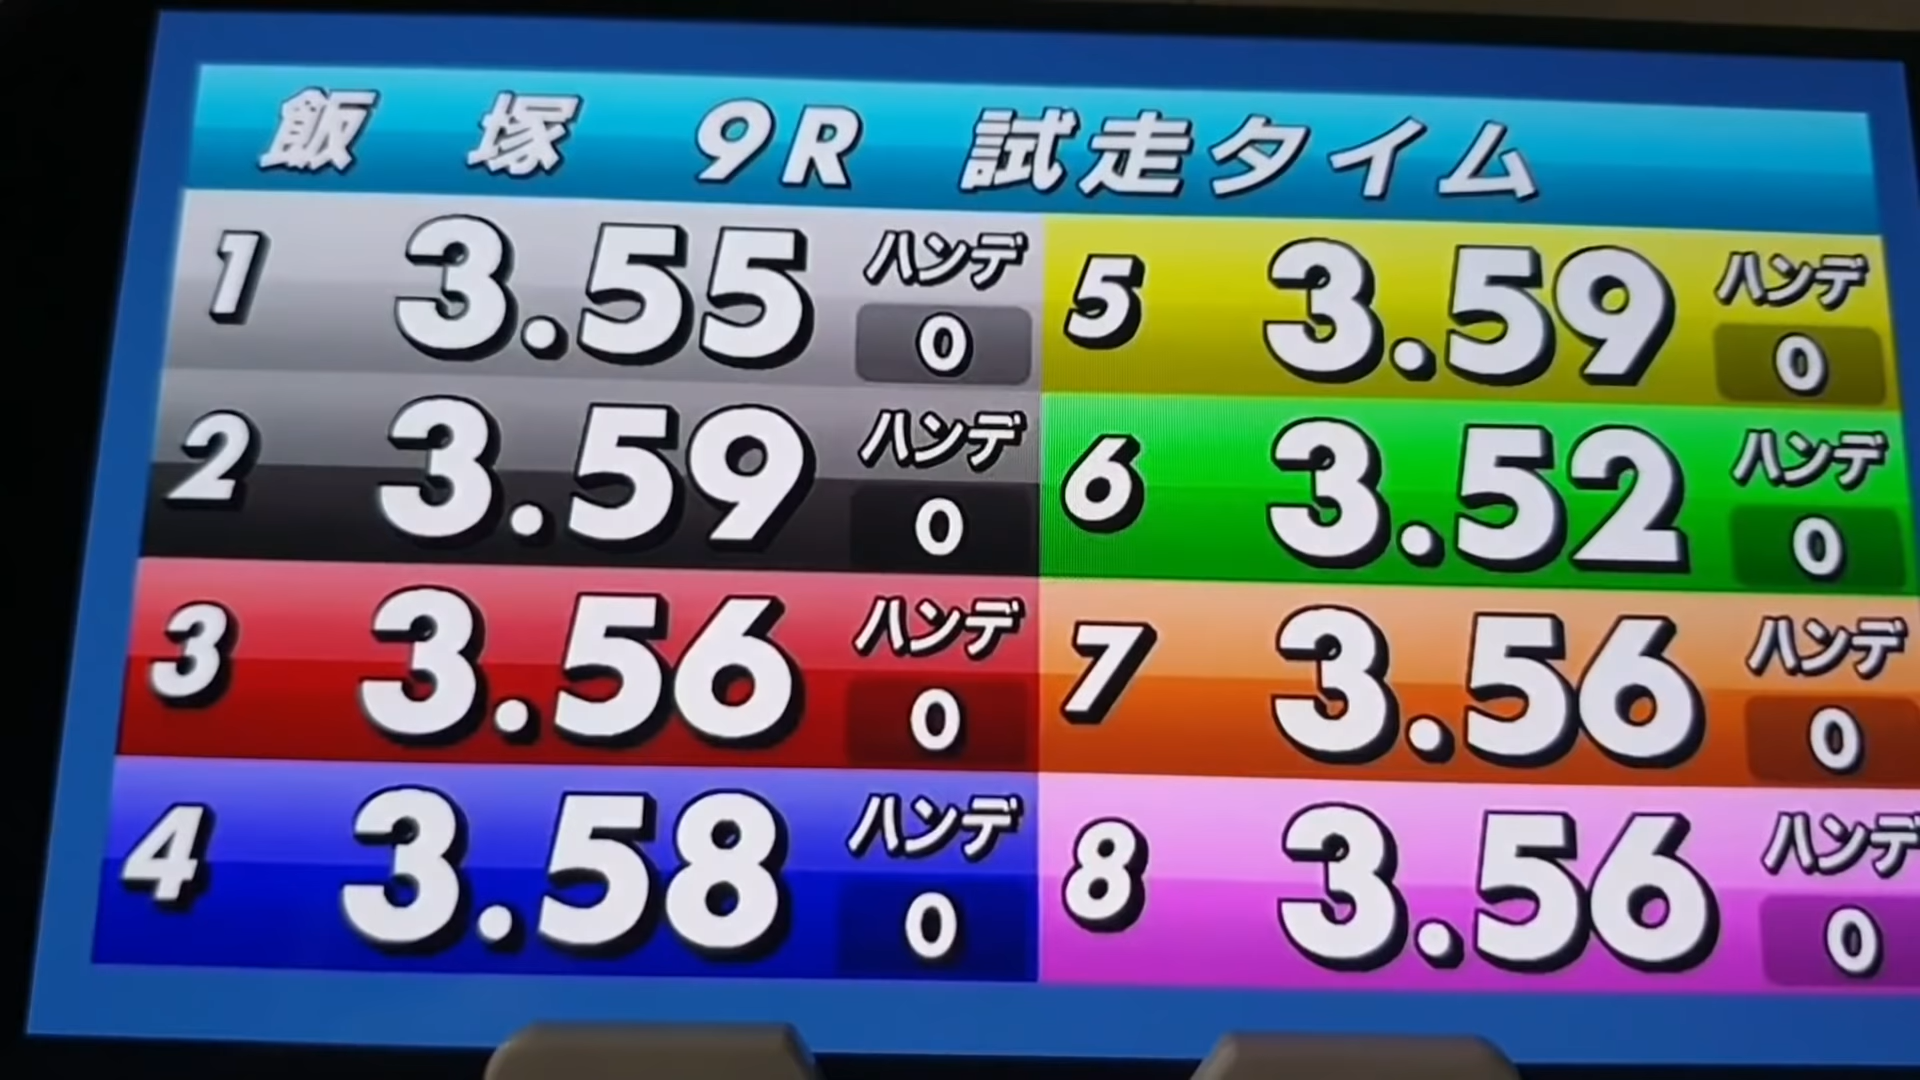 飯 塚 9R 試走タイム
1 3.55 ハンデ 0
2 3.59 ハンデ 0
3 3.56 ハンデ 0
4 3.58 ハンデ 0
5 3.59 ハンデ 0
6 3.52 ハンデ 0
7 3.56 ハンデ 0
8 3.56 ハンデ 0